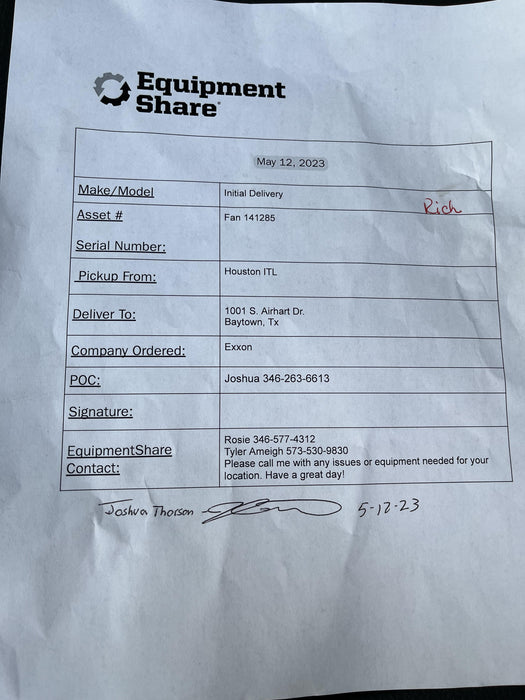 Equipment
Share
May 12, 2023
Make/Model Initial Delivery
Rich
Asset # Fan 141285
Serial Number:
Pickup From: Houston ITL
Deliver To: 1001 S. Airhart Dr.
Baytown, Tx
Company Ordered: Exxon
POC: Joshua 346-263-6613
Signature:
EquipmentShare Contact: Rosie 346-577-4312
Tyler Ameigh 573-530-9830
Please call me with any issues or equipment needed for your
location. Have a great day!
Joshua Thorson 5-12-23